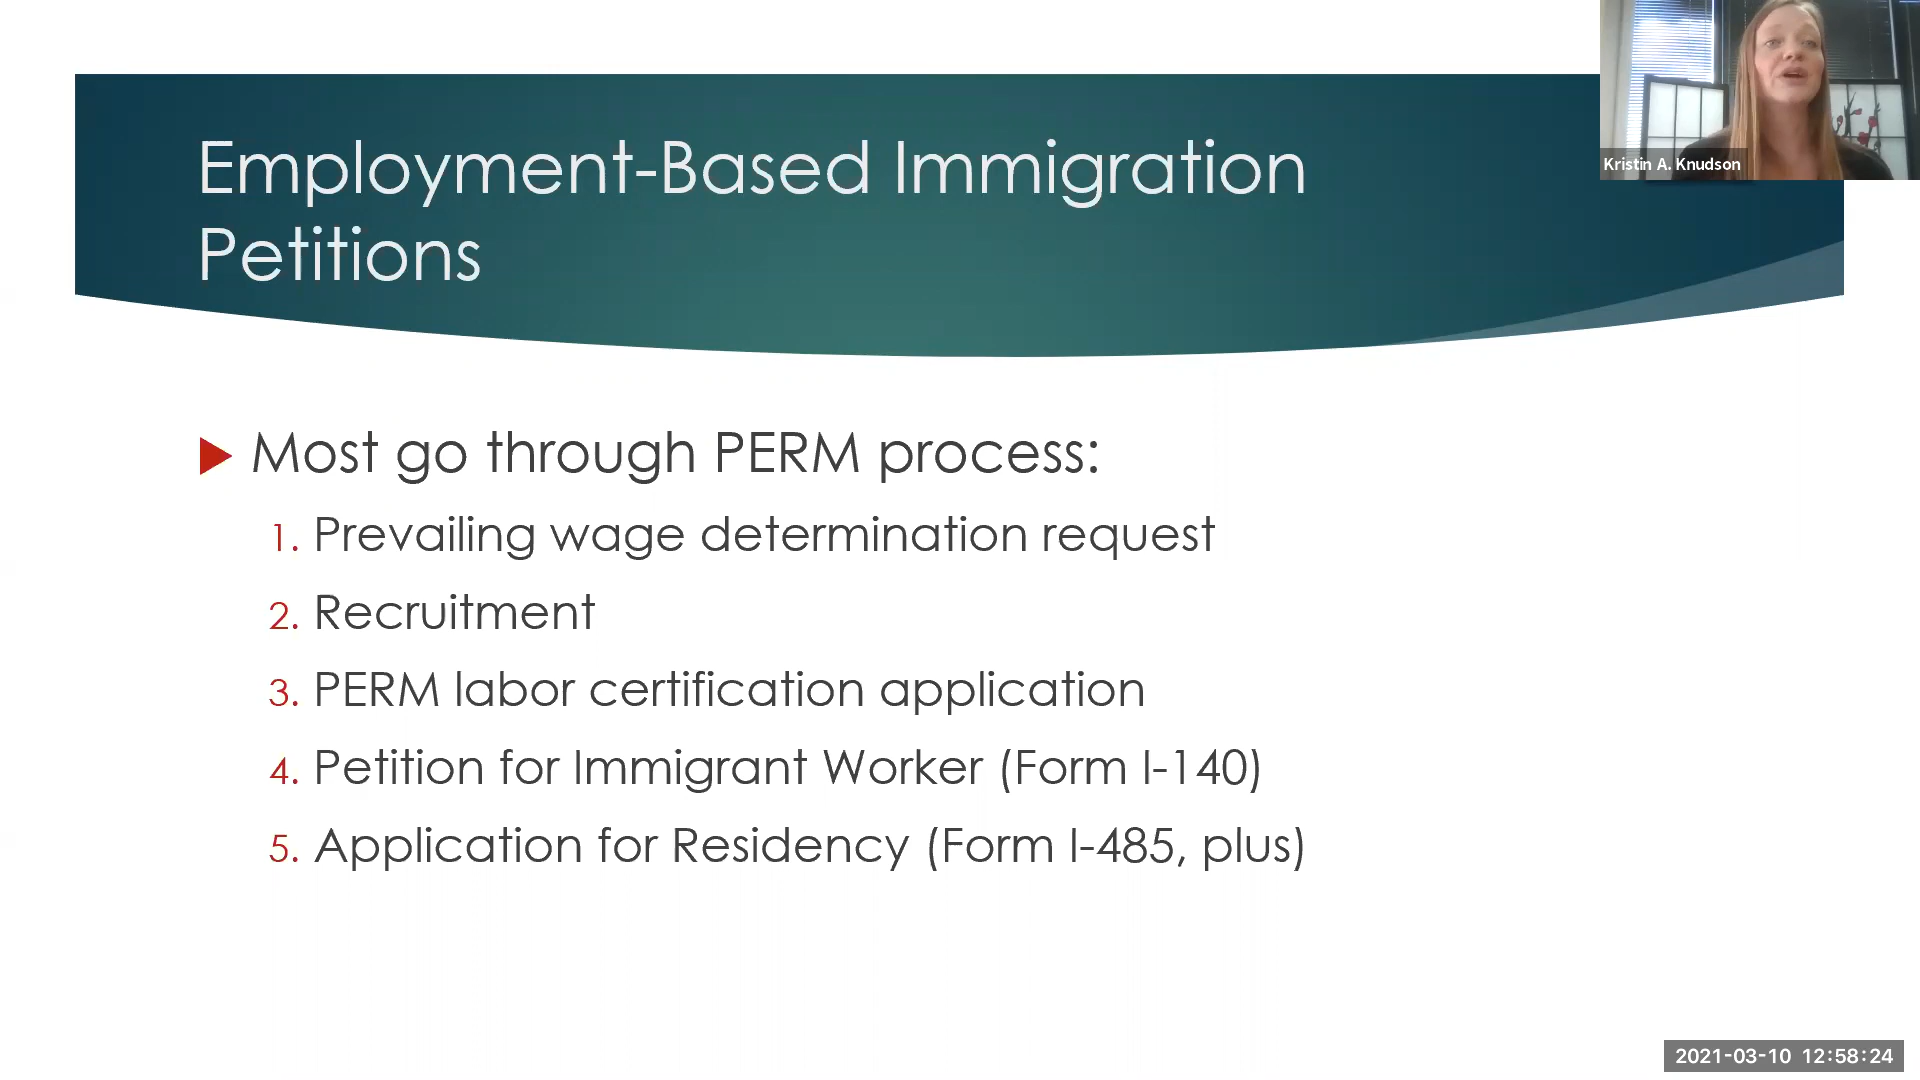 Employment-Based Immigration
Petitions
Kristin A. Knudson
Most go through PERM process:
1. Prevailing wage determination request
2. Recruitment
3. PERM labor certification application
4. Petition for Immigrant Worker (Form I-140)
5. Application for Residency (Form I-485, plus)
2021-03-10 12:58:24